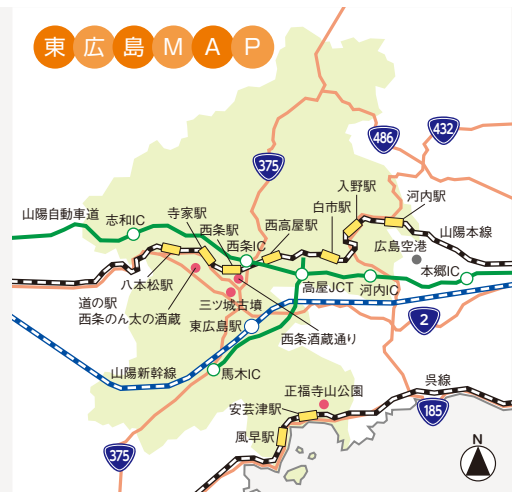 東広島MAP
432
486
375
入野駅
河内駅
白市駅
寺家駅
西条駅
西高屋駅
山陽自動車道
志和IC
西条IC
山陽本線
広島空港
本郷IC
八本松駅
高屋JCT
河内IC
道の駅
西条のん太の酒蔵
三ツ城古墳
東広島駅
西条酒蔵通り
2
山陽新幹線
馬木IC
正福寺山公園
呉線
安芸津駅
185
風早駅
375
N